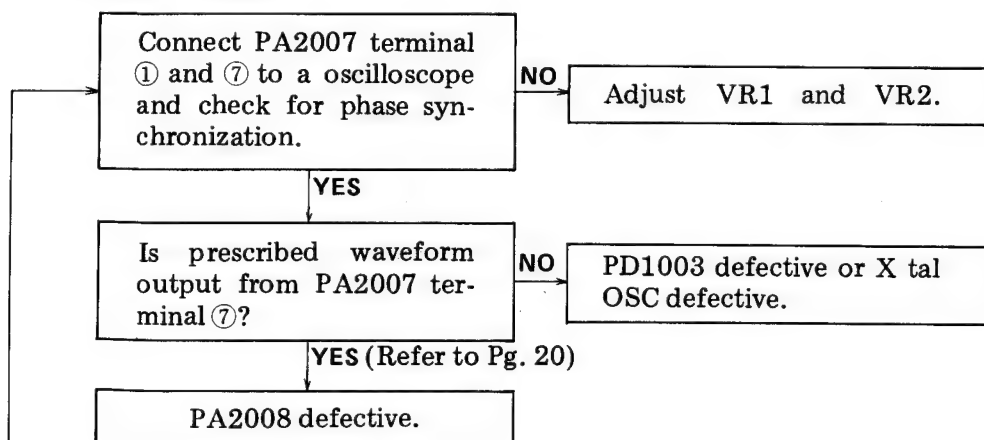 Connect PA2007 terminal
① and ⑦ to a oscilloscope
and check for phase syn-
chronization.
NO
Adjust VR1 and VR2.
YES
Is prescribed waveform
output from PA2007 ter-
minal ⑦?
NO
PD1003 defective or X tal
OSC defective.
YES (Refer to Pg. 20)
PA2008 defective.